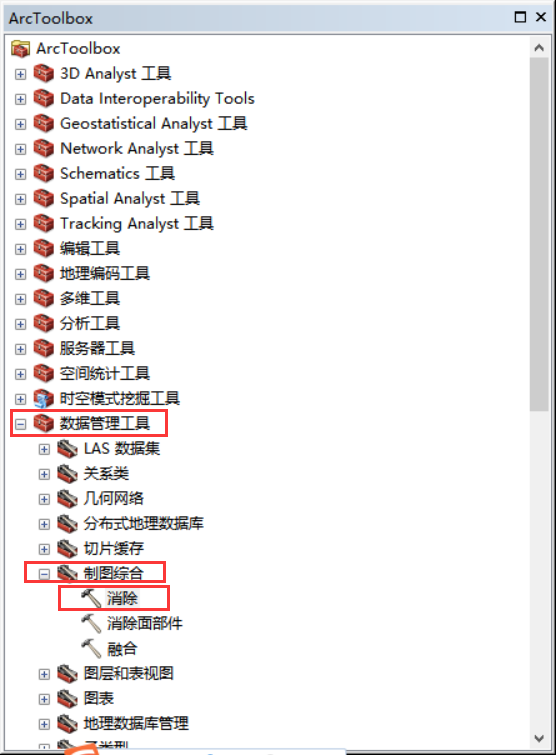 ArcToolbox
ArcToolbox
3D Analyst 工具
Data Interoperability Tools
Geostatistical Analyst 工具
Network Analyst 工具
Schematics 工具
Spatial Analyst 工具
Tracking Analyst 工具
编辑工具
地理编码工具
多维工具
分析工具
服务器工具
空间统计工具
时空模式挖掘工具
数据管理工具
LAS 数据集
关系类
几何网络
分布式地理数据库
切片缓存
制图综合
消除
消除面部件
融合
图层和表视图
图表
地理数据库管理
子类型